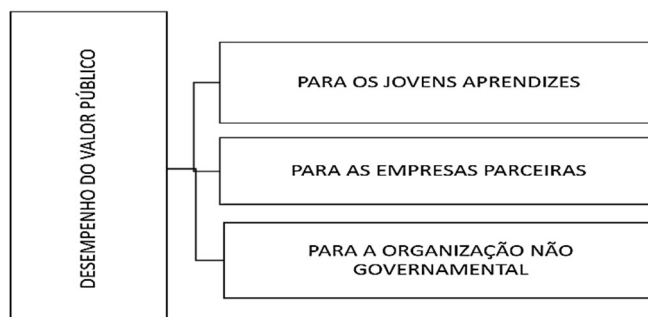 DESEMPENHO DO VALOR PÚBLICO
PARA OS JOVENS APRENDIZES
PARA AS EMPRESAS PARCEIRAS
PARA A ORGANIZAÇÃO NÃO
GOVERNAMENTAL